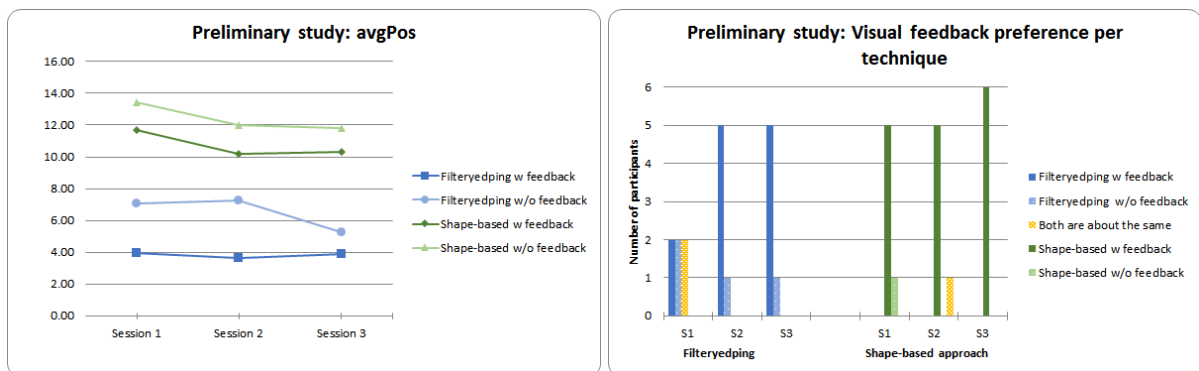 Preliminary study: avgPos
16.00
14.00
12.00
10.00
8.00
6.00
4.00
2.00
0.00
Session 1 Session 2 Session 3
Filteryedping w feedback
Filteryedping w/o feedback
Shape-based w feedback
Shape-based w/o feedback
Preliminary study: Visual feedback preference per
technique
Number of participants
6
5
4
3
2
1
0
S1 S2 S3 S1 S2 S3
Filteryedping Shape-based approach
Filteryedping w feedback
Filteryedping w/o feedback
Both are about the same
Shape-based w feedback
Shape-based w/o feedback